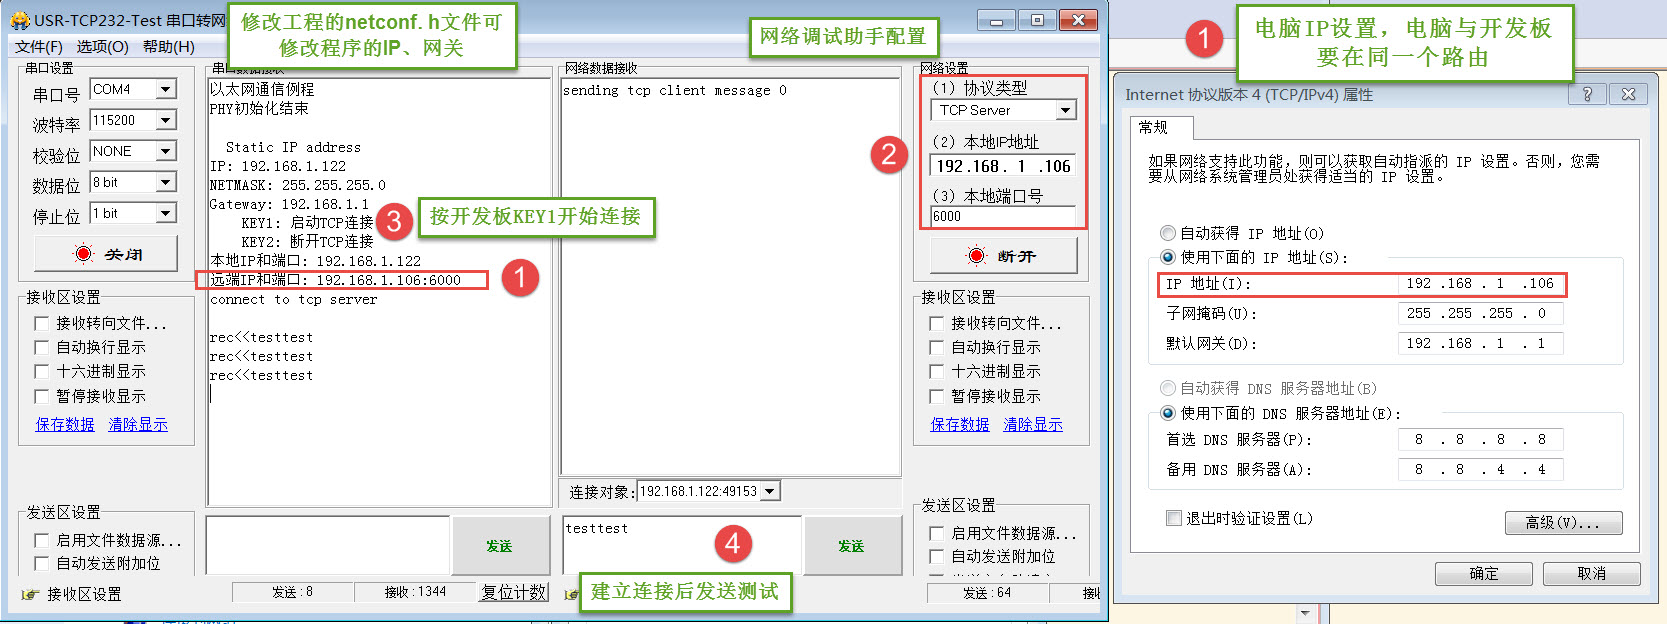 USR-TCP232-Test 串口转网
修改工程的netconf.h文件可
修改程序的IP、网关
文件(F) 选项(O) 帮助(H)
网络调试助手配置
串口设置
串口号
COM4
波特率
115200
校验位
NONE
数据位
8 bit
停止位
1 bit
关闭
接收区设置
接收转向文件...
自动换行显示
十六进制显示
暂停接收显示
保存数据 清除显示
发送区设置
启用文件数据源...
自动发送附加位
接收区设置
串口数据接收
以太网通信例程
PHY初始化结束
Static IP address
IP: 192.168.1.122
NETMASK: 255.255.255.0
Gateway: 192.168.1.1
KEY1: 启动TCP连接
KEY2: 断开TCP连接
3
按开发板KEY1开始连接
本地IP和端口: 192.168.1.122
远端IP和端口: 192.168.1.106:6000
1
connect to tcp server
rec<<testtest
rec<<testtest
rec<<testtest
发送
发送 : 8
接收 : 1344
复位计数
网络数据接收
sending tcp client message 0
连接对象:
192.168.1.122:49153
testtest
4
发送
建立连接后发送测试
网络设置
(1) 协议类型
TCP Server
(2) 本地IP地址
2
192.168. 1 .106
(3) 本地端口号
6000
断开
接收区设置
接收转向文件...
自动换行显示
十六进制显示
暂停接收显示
保存数据 清除显示
发送区设置
启用文件数据源...
自动发送附加位
发送 : 64
接收
1
电脑IP设置，电脑与开发板
要在同一个路由
Internet 协议版本 4 (TCP/IPv4) 属性
常规
如果网络支持此功能，则可以获取自动指派的 IP 设置。否则，您需
要从网络系统管理员处获得适当的 IP 设置。
自动获得 IP 地址(O)
使用下面的 IP 地址(S):
IP 地址(I):
192 .168 . 1 .106
子网掩码(U):
255 .255 .255 . 0
默认网关(D):
192 .168 . 1 . 1
自动获得 DNS 服务器地址(B)
使用下面的 DNS 服务器地址(E):
首选 DNS 服务器(P):
8 . 8 . 8 . 8
备用 DNS 服务器(A):
8 . 8 . 4 . 4
退出时验证设置(L)
高级(V)...
确定
取消